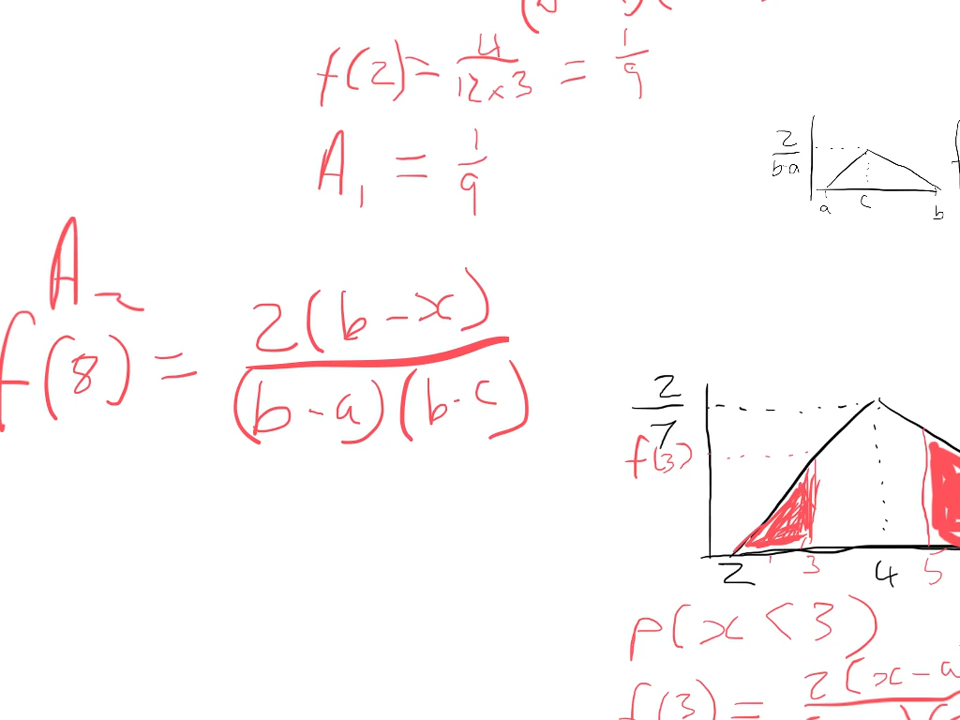 f(2) = 4/(12×3) = 1/9
A₁ = 1/9
A₂
f(8) = 2(b-x)/((b-a)(b-c))
2/(b-a)
a c b
2/7
f(3)
2 3 4 5
p(x < 3)
f(3) = 2(x-a